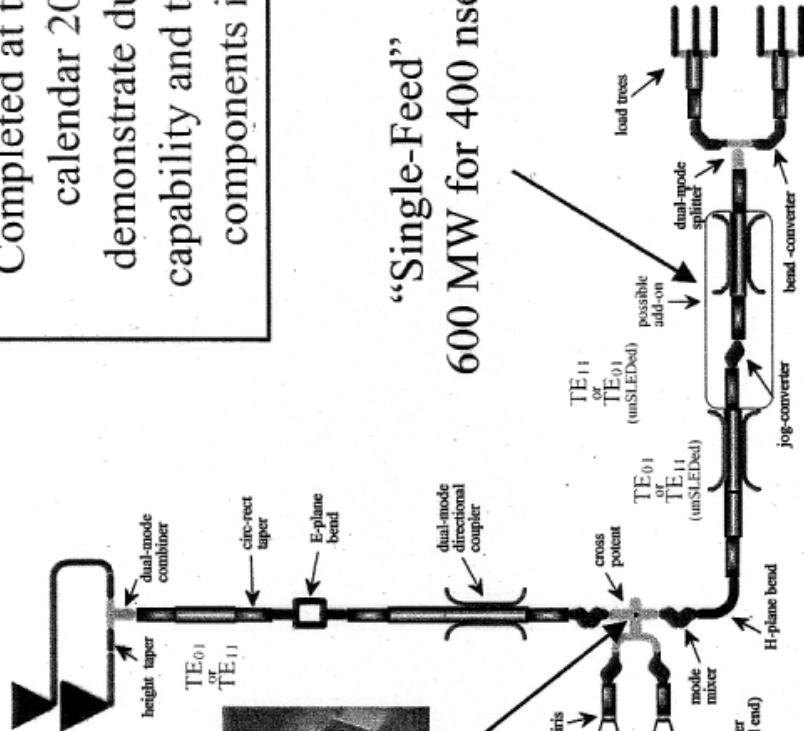 Completed at t
calendar 20
demonstrate du
capability and t
components i
“Single-Feed”
600 MW for 400 nse
load trees
dual-mode
splitter
bend -converter
possible
add-on
TE11
or
TE01
(unSLEDed)
jog-converter
TE01
or
TE11
(unSLEDed)
dual-mode
combiner
circ-rect
taper
E-plane
bend
dual-mode
directional
coupler
cross
potent
height taper
TE01
or
TE11
H-plane bend
mode
mixer
iris
er
l end)